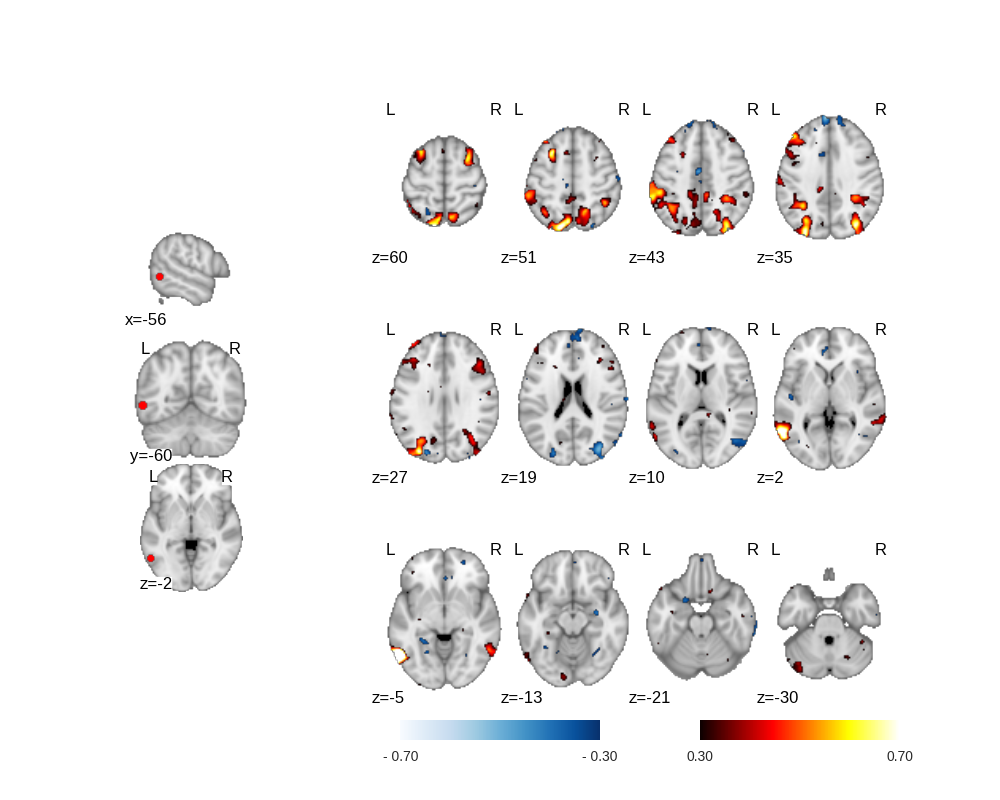 L R L R L R L R
z=60 z=51 z=43 z=35
x=-56
L R
y=-60
L R
z=-2
L R L R L R L R
z=27 z=19 z=10 z=2
L R L R L R L R
z=-5 z=-13 z=-21 z=-30
- 0.70 - 0.30 0.30 0.70